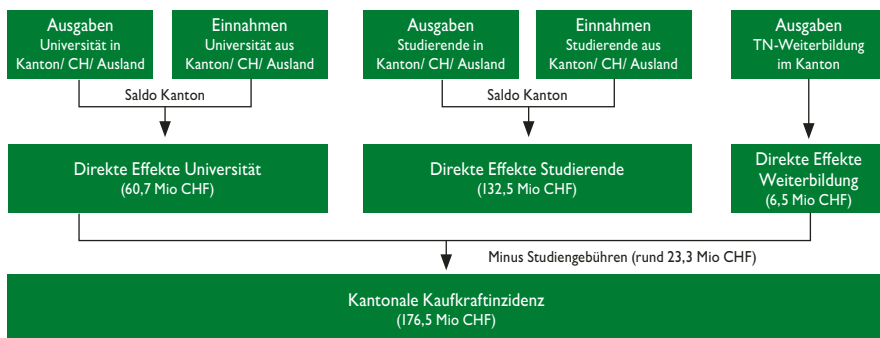 Ausgaben
Universität in
Kanton/ CH/ Ausland
Einnahmen
Universität aus
Kanton/ CH/ Ausland
Ausgaben
Studierende in
Kanton/ CH/ Ausland
Einnahmen
Studierende aus
Kanton/ CH/ Ausland
Ausgaben
TN-Weiterbildung
im Kanton
Saldo Kanton
Saldo Kanton
Direkte Effekte Universität
(60,7 Mio CHF)
Direkte Effekte Studierende
(132,5 Mio CHF)
Direkte Effekte
Weiterbildung
(6,5 Mio CHF)
Minus Studiengebühren (rund 23,3 Mio CHF)
Kantonale Kaufkraftinzidenz
(176,5 Mio CHF)